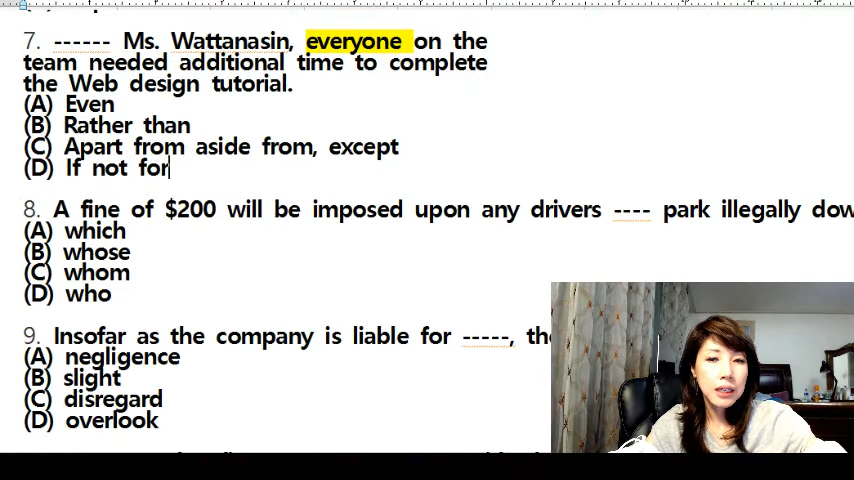 7. ------ Ms. Wattanasin, everyone on the
team needed additional time to complete
the Web design tutorial.
(A) Even
(B) Rather than
(C) Apart from aside from, except
(D) If not for
8. A fine of $200 will be imposed upon any drivers ---- park illegally dow
(A) which
(B) whose
(C) whom
(D) who
9. Insofar as the company is liable for -----, the
(A) negligence
(B) slight
(C) disregard
(D) overlook